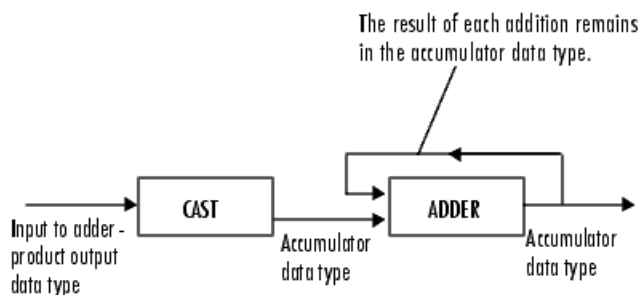 The result of each addition remains
in the accumulator data type.
CAST
ADDER
Input to adder -
product output
data type
Accumulator
data type
Accumulator
data type